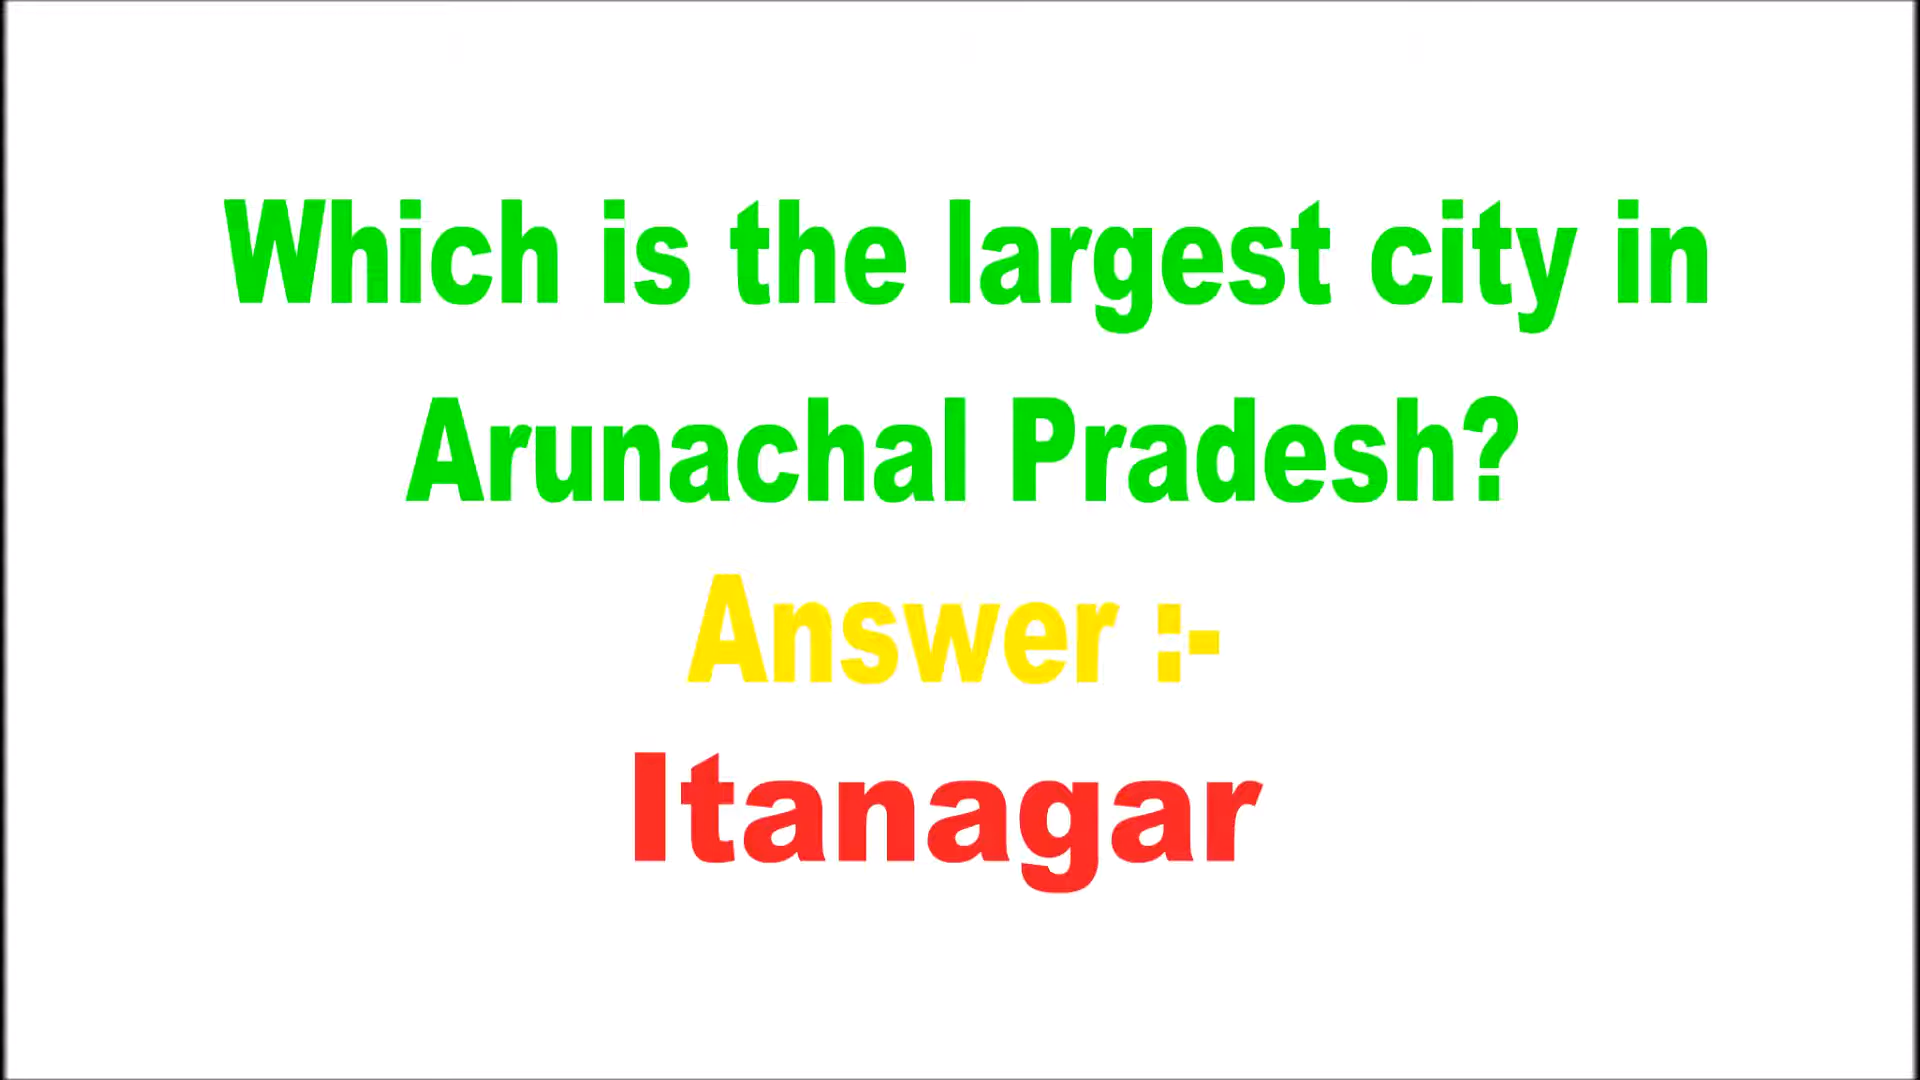 Which is the largest city in
Arunachal Pradesh?
Answer :-
Itanagar